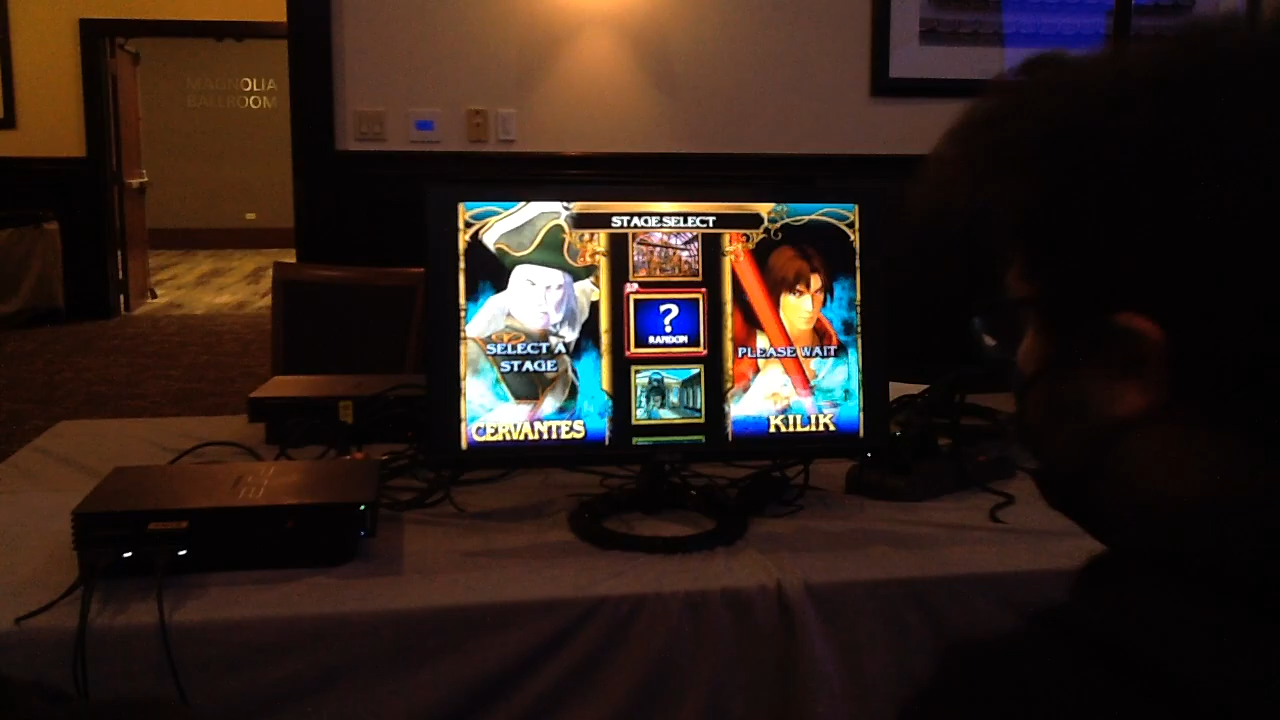 MAGNOLIA
BALLROOM
STAGE SELECT
?
RANDOM
SELECT A
STAGE
PLEASE WAIT
CERVANTES
KILIK